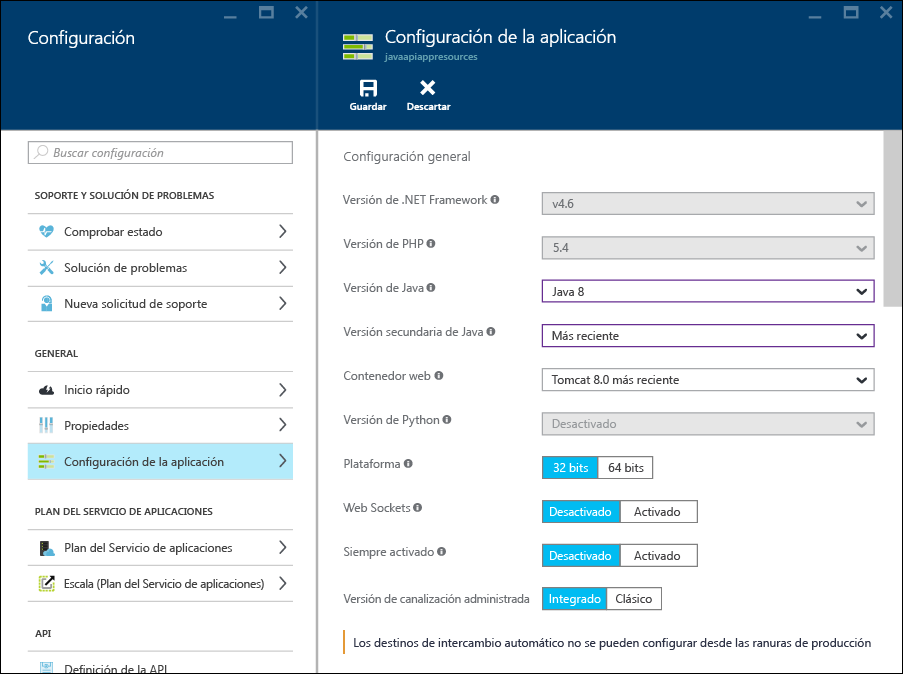 Configuración
Buscar configuración
SOPORTE Y SOLUCIÓN DE PROBLEMAS
Comprobar estado
Solución de problemas
Nueva solicitud de soporte
GENERAL
Inicio rápido
Propiedades
Configuración de la aplicación
PLAN DEL SERVICIO DE APLICACIONES
Plan del Servicio de aplicaciones
Escala (Plan del Servicio de aplicaciones)
API
Definición de la API
Configuración de la aplicación
javaapiappresources
Guardar Descartar
Configuración general
Versión de .NET Framework v4.6
Versión de PHP 5.4
Versión de Java Java 8
Versión secundaria de Java Más reciente
Contenedor web Tomcat 8.0 más reciente
Versión de Python Desactivado
Plataforma 32 bits 64 bits
Web Sockets Desactivado Activado
Siempre activado Desactivado Activado
Versión de canalización administrada Integrado Clásico
Los destinos de intercambio automático no se pueden configurar desde las ranuras de producción